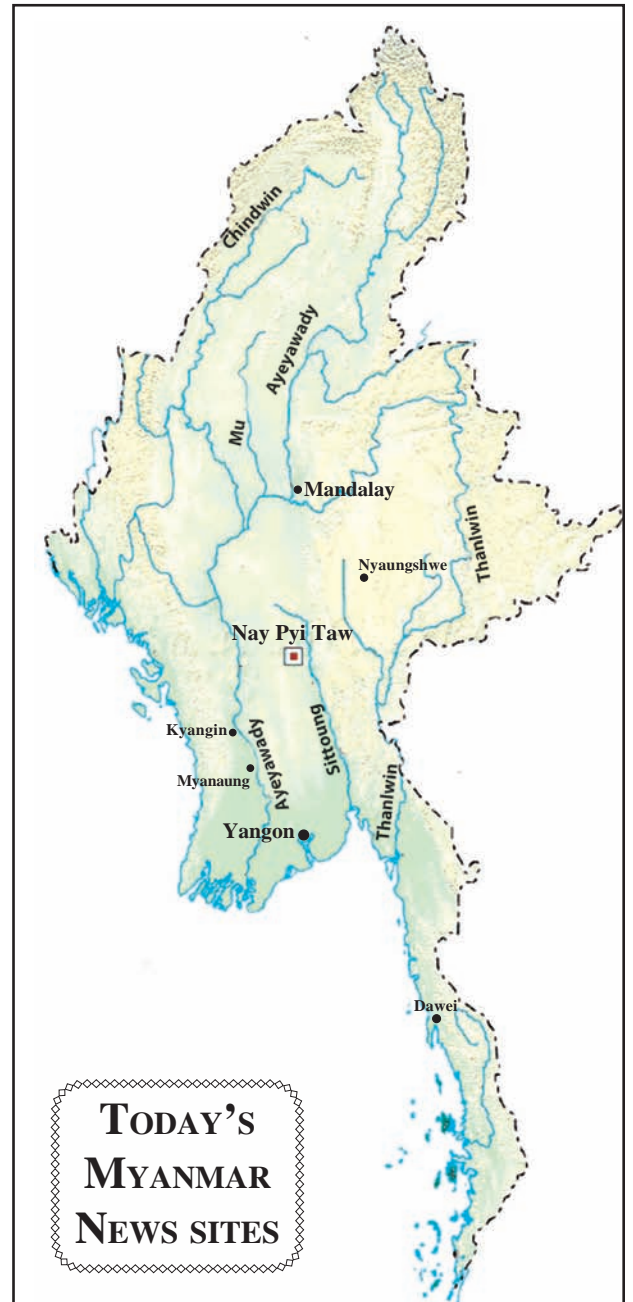 Chindwin
Ayeyawady
Mu
Mandalay
Thanlwin
Nyaungshwe
Nay Pyi Taw
Kyangin
Ayeyawady
Sittoung
Myanaung
Thanlwin
Yangon
Dawei
TODAY'S
MYANMAR
NEWS SITES